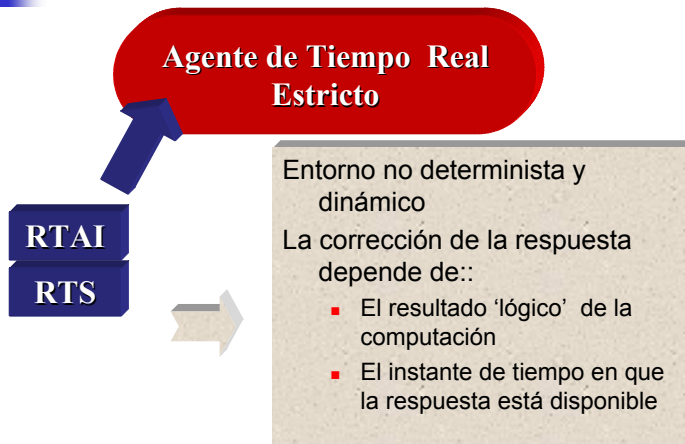 Agente de Tiempo Real
Estricto
RTAI
RTS
Entorno no determinista y
dinámico
La corrección de la respuesta
depende de::
El resultado ‘lógico’ de la
computación
El instante de tiempo en que
la respuesta está disponible